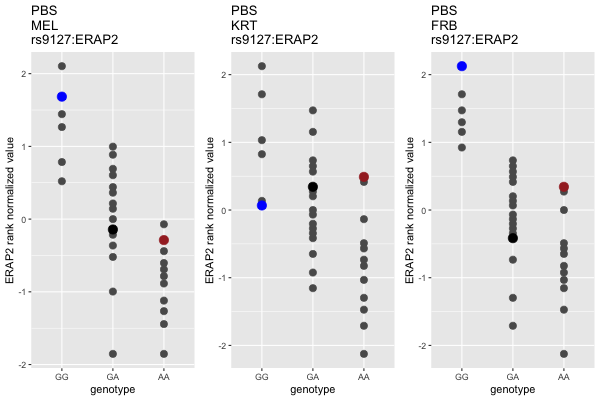 PBS
MEL
rs9127:ERAP2
ERAP2 rank normalized value
2
1
0
-1
-2
GG GA AA
genotype
PBS
KRT
rs9127:ERAP2
ERAP2 rank normalized value
2
1
0
-1
-2
GG GA AA
genotype
PBS
FRB
rs9127:ERAP2
ERAP2 rank normalized value
2
1
0
-1
-2
GG GA AA
genotype